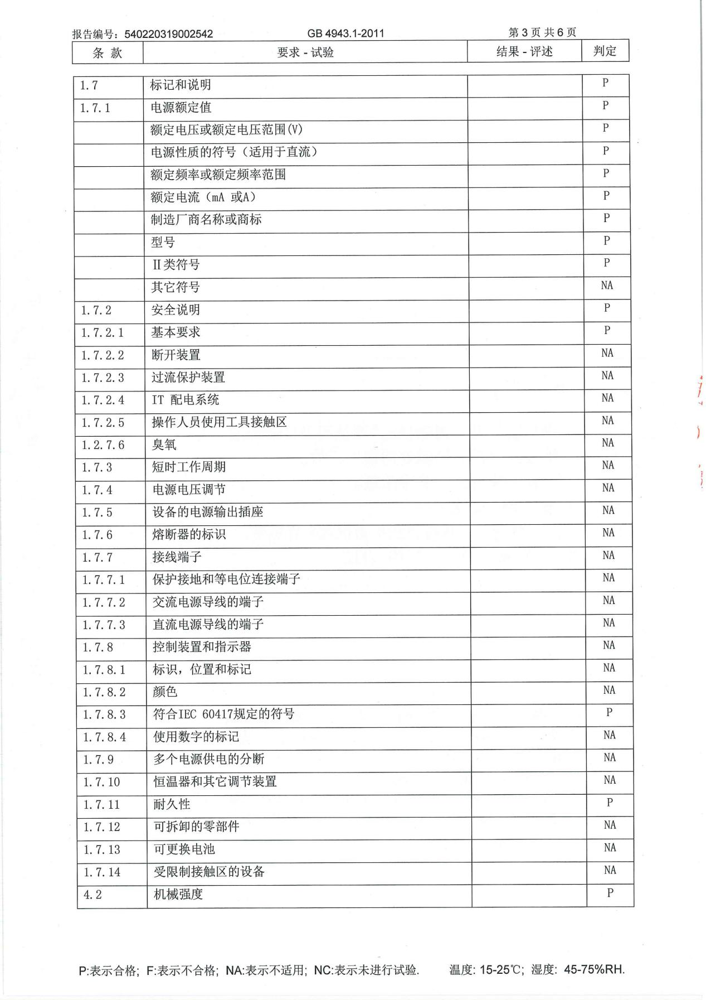 报告编号：540220319002542 GB 4943.1-2011 第 3 页 共 6 页
条 款 要求 - 试验 结果 - 评述 判定
1.7 标记和说明 P
1.7.1 电源额定值 P
额定电压或额定电压范围(V) P
电源性质的符号（适用于直流） P
额定频率或额定频率范围 P
额定电流（mA 或A） P
制造厂商名称或商标 P
型号 P
Ⅱ类符号 P
其它符号 NA
1.7.2 安全说明 P
1.7.2.1 基本要求 P
1.7.2.2 断开装置 NA
1.7.2.3 过流保护装置 NA
1.7.2.4 IT 配电系统 NA
1.7.2.5 操作人员使用工具接触区 NA
1.2.7.6 臭氧 NA
1.7.3 短时工作周期 NA
1.7.4 电源电压调节 NA
1.7.5 设备的电源输出插座 NA
1.7.6 熔断器的标识 NA
1.7.7 接线端子 NA
1.7.7.1 保护接地和等电位连接端子 NA
1.7.7.2 交流电源导线的端子 NA
1.7.7.3 直流电源导线的端子 NA
1.7.8 控制装置和指示器 NA
1.7.8.1 标识，位置和标记 NA
1.7.8.2 颜色 NA
1.7.8.3 符合IEC 60417规定的符号 P
1.7.8.4 使用数字的标记 NA
1.7.9 多个电源供电的分断 NA
1.7.10 恒温器和其它调节装置 NA
1.7.11 耐久性 P
1.7.12 可拆卸的零部件 NA
1.7.13 可更换电池 NA
1.7.14 受限制接触区的设备 NA
4.2 机械强度 P
P:表示合格；F:表示不合格；NA:表示不适用；NC:表示未进行试验. 温度: 15-25℃；湿度: 45-75%RH.